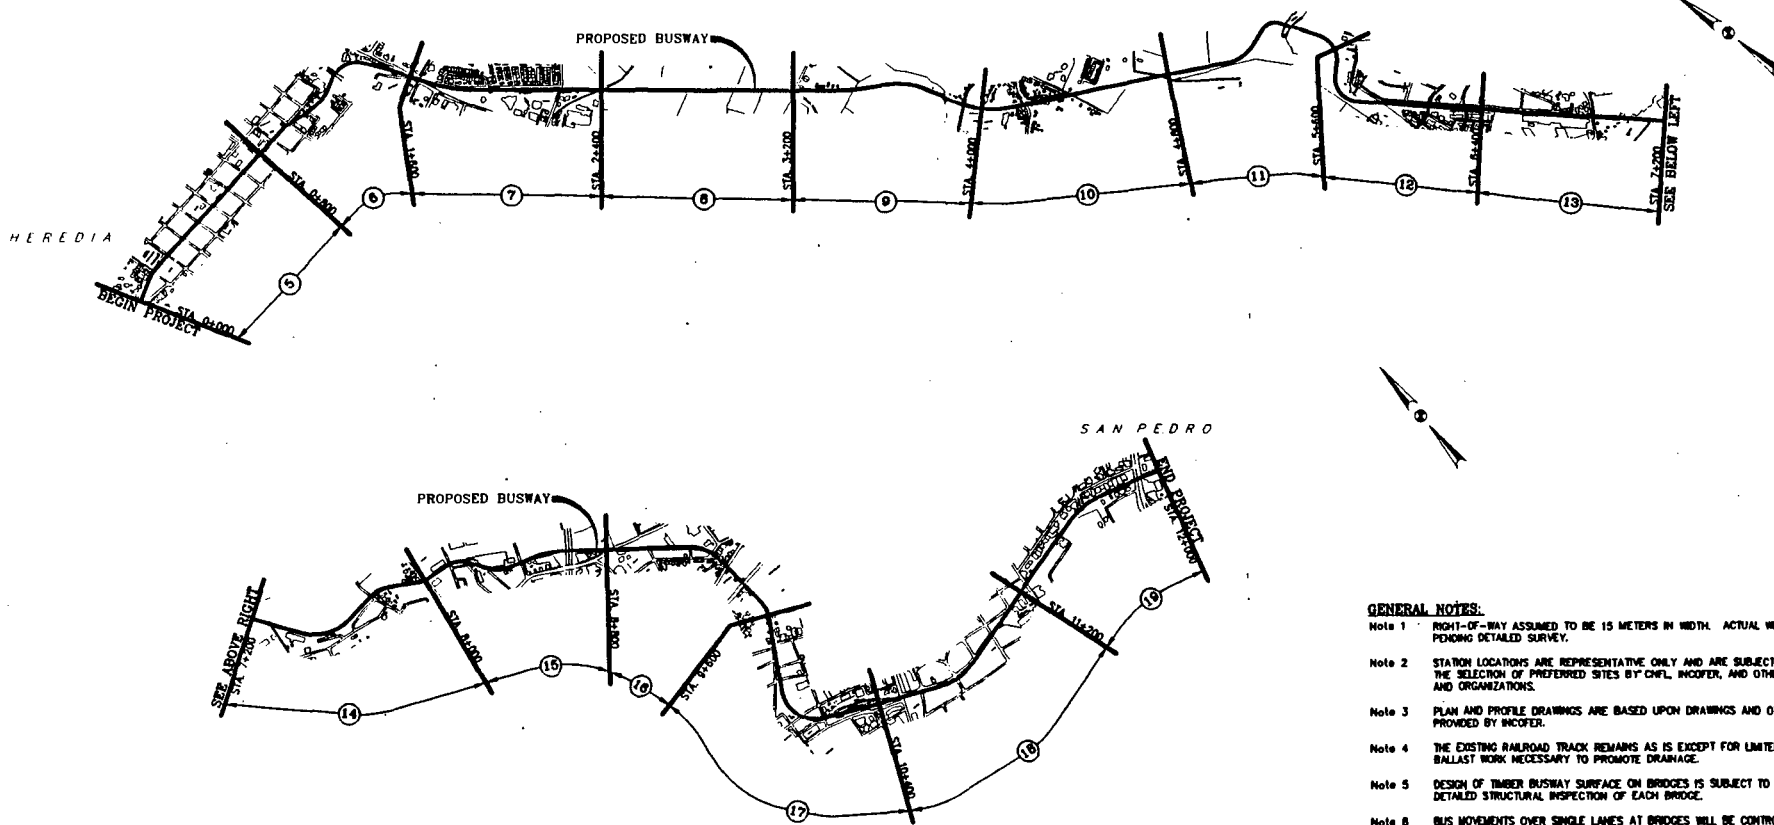 PROPOSED BUSWAY
HEREDIA
BEGIN PROJECT
STA. 0+000
5
STA. 0+800
6
STA. 1+600
7
STA. 2+400
8
STA. 3+200
9
STA. 4+000
10
STA. 4+800
11
STA. 5+600
12
STA. 6+400
13
STA. 7+200
SEE BELOW LEFT
SAN PEDRO
PROPOSED BUSWAY
SEE ABOVE RIGHT
STA. 7+200
14
STA. 8+000
15
STA. 8+800
16
STA. 9+600
17
STA. 10+400
18
STA. 11+200
19
END PROJECT
STA. 12+000
GENERAL NOTES:
Note 1 RIGHT-OF-WAY ASSUMED TO BE 15 METERS IN WIDTH. ACTUAL
PENDING DETAILED SURVEY.
Note 2 STATION LOCATIONS ARE REPRESENTATIVE ONLY AND ARE SUBJECT
THE SELECTION OF PREFERRED SITES BY CNFL, INCOFER, AND
AND ORGANIZATIONS.
Note 3 PLAN AND PROFILE DRAWINGS ARE BASED UPON DRAWINGS AND
PROVIDED BY INCOFER.
Note 4 THE EXISTING RAILROAD TRACK REMAINS AS IS EXCEPT FOR
BALLAST WORK NECESSARY TO PROMOTE DRAINAGE.
Note 5 DESIGN OF TIMBER BUSWAY SURFACE ON BRIDGES IS SUBJECT TO
DETAILED STRUCTURAL INSPECTION OF EACH BRIDGE.
Note 6 BUS MOVEMENTS OVER SINGLE LANES AT BRIDGES WILL BE